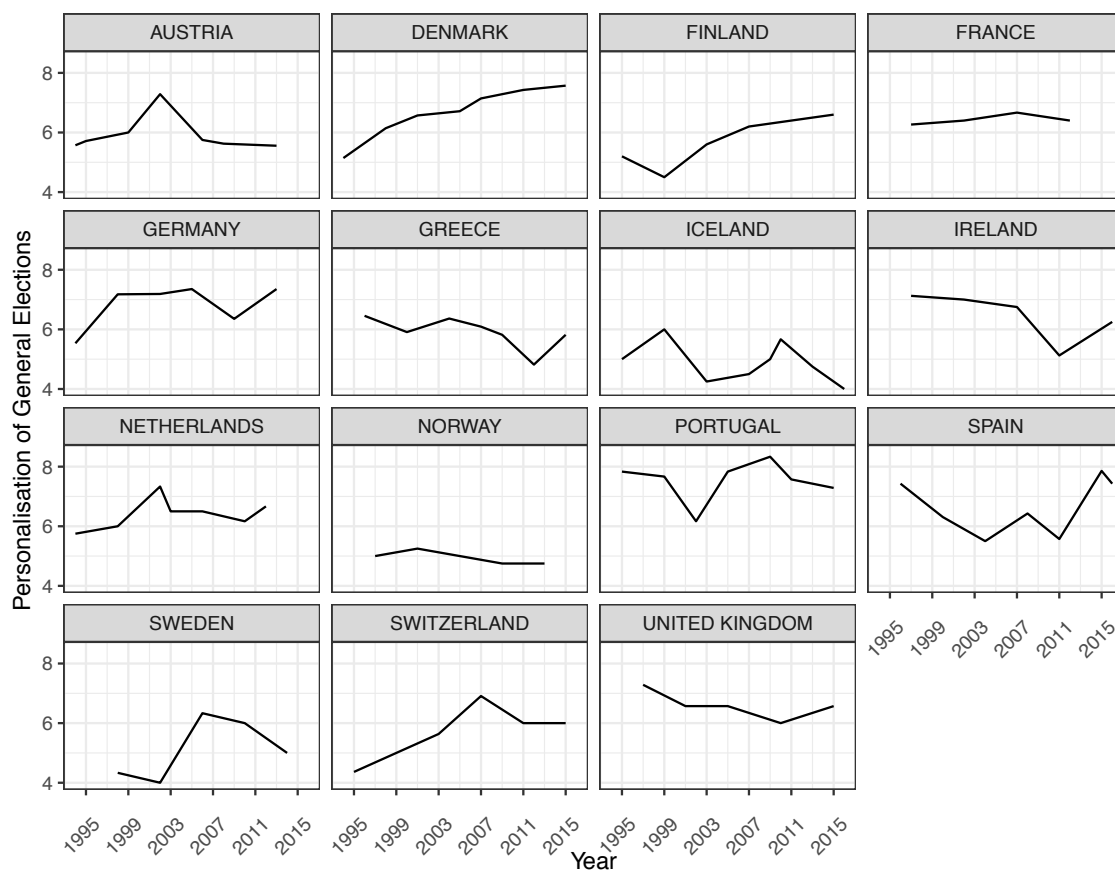 AUSTRIA DENMARK FINLAND FRANCE
8
6
4
GERMANY GREECE ICELAND IRELAND
8
6
4
Personalisation of General Elections
NETHERLANDS NORWAY PORTUGAL SPAIN
8
6
4
1995 1999 2003 2007 2011 2015
SWEDEN SWITZERLAND UNITED KINGDOM
8
6
4
1995 1999 2003 2007 2011 2015 1995 1999 2003 2007 2011 2015 1995 1999 2003 2007 2011 2015
Year